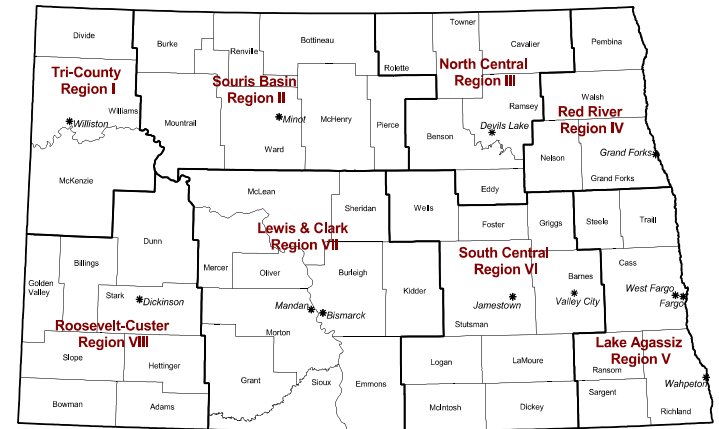 Towner
Divide
Burke
Renville
Bottineau
Cavalier
Pembina
Rolette
North Central
Region III
Tri-County
Region I
Souris Basin
Region II
Walsh
Williams
Ramsey
Red River
Region IV
Williston
Mountrail
Minot
McHenry
Pierce
Devils Lake
Benson
Ward
Nelson
Grand Forks
Grand Forks
McKenzie
McLean
Eddy
Sheridan
Wells
Foster
Griggs
Steele
Traill
Dunn
Lewis & Clark
Region VII
South Central
Region VI
Billings
Mercer
Oliver
Burleigh
Barnes
Cass
Golden
Valley
Stark
Dickinson
Kidder
Jamestown
Valley City
West Fargo
Fargo
Mandan
Bismarck
Stutsman
Roosevelt-Custer
Region VIII
Morton
Lake Agassiz
Region V
Slope
Hettinger
Logan
LaMoure
Ransom
Grant
Sioux
Emmons
Wahpeton
Sargent
Bowman
Adams
McIntosh
Dickey
Richland